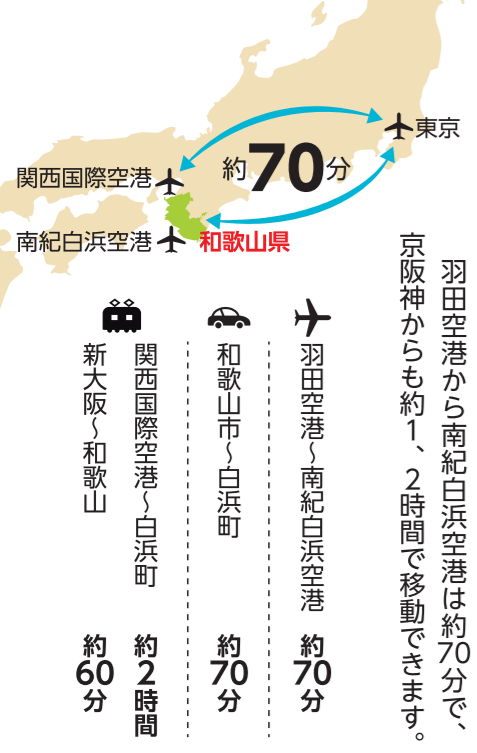 東京
約70分
関西国際空港
南紀白浜空港
和歌山県
羽田空港から南紀白浜空港は約70分で、
京阪神からも約1、2時間で移動できます。
羽田空港〜南紀白浜空港 約70分
和歌山市〜白浜町 約70分
関西国際空港〜白浜町 約2時間
新大阪〜和歌山 約60分